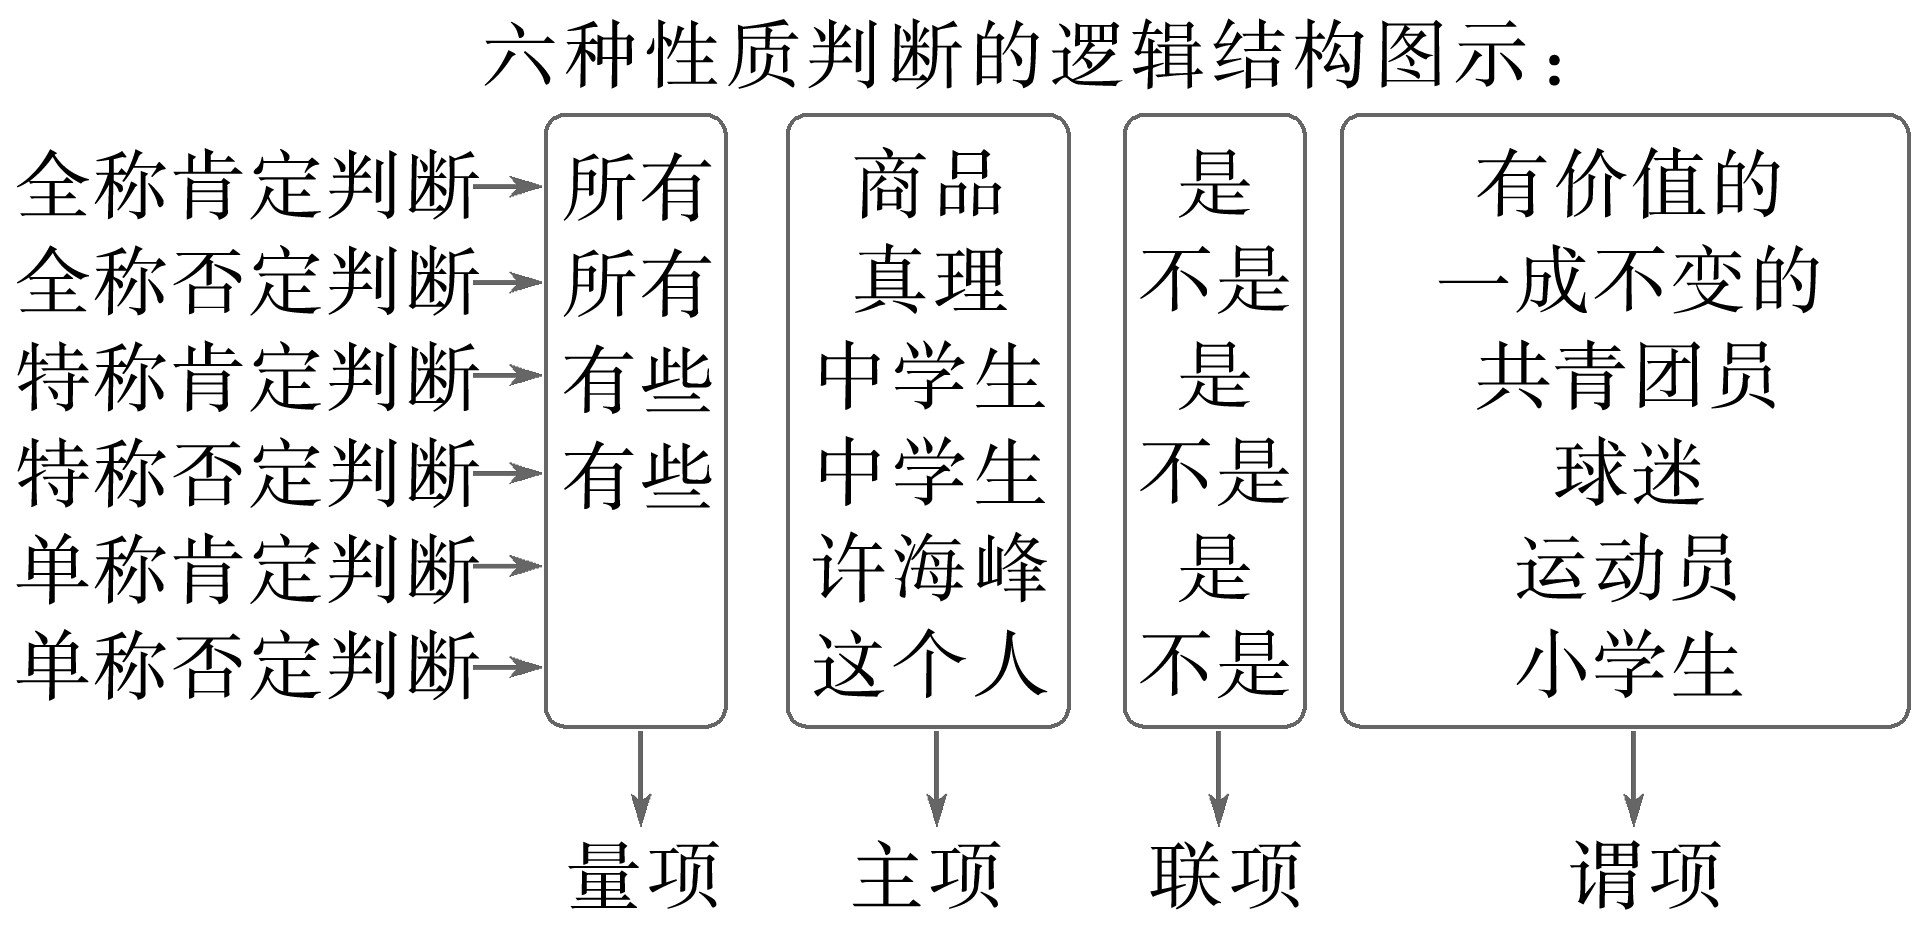 六种性质判断的逻辑结构图示：
全称肯定判断 所有 商品 是 有价值的
全称否定判断 所有 真理 不是 一成不变的
特称肯定判断 有些 中学生 是 共青团员
特称否定判断 有些 中学生 不是 球迷
单称肯定判断 许海峰 是 运动员
单称否定判断 这个人 不是 小学生
量项 主项 联项 谓项